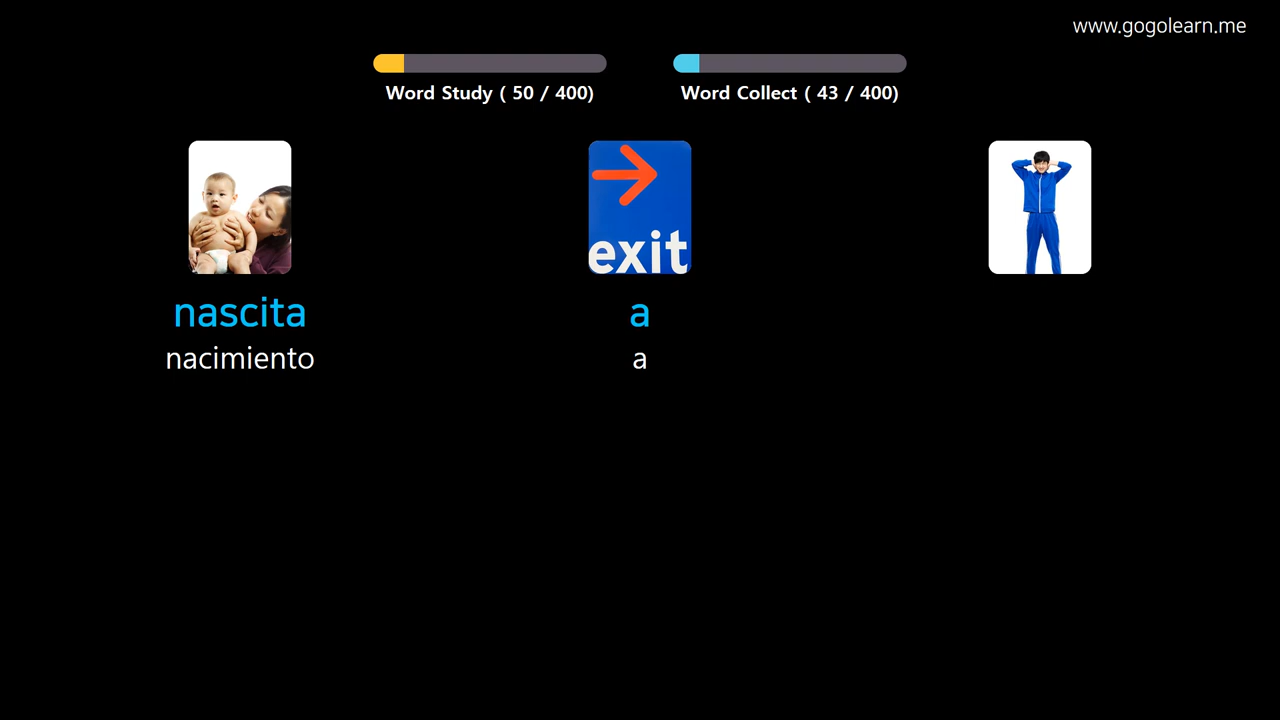 www.gogolearn.me
Word Study ( 50 / 400)
Word Collect ( 43 / 400)
exit
nascita
a
nacimiento
a